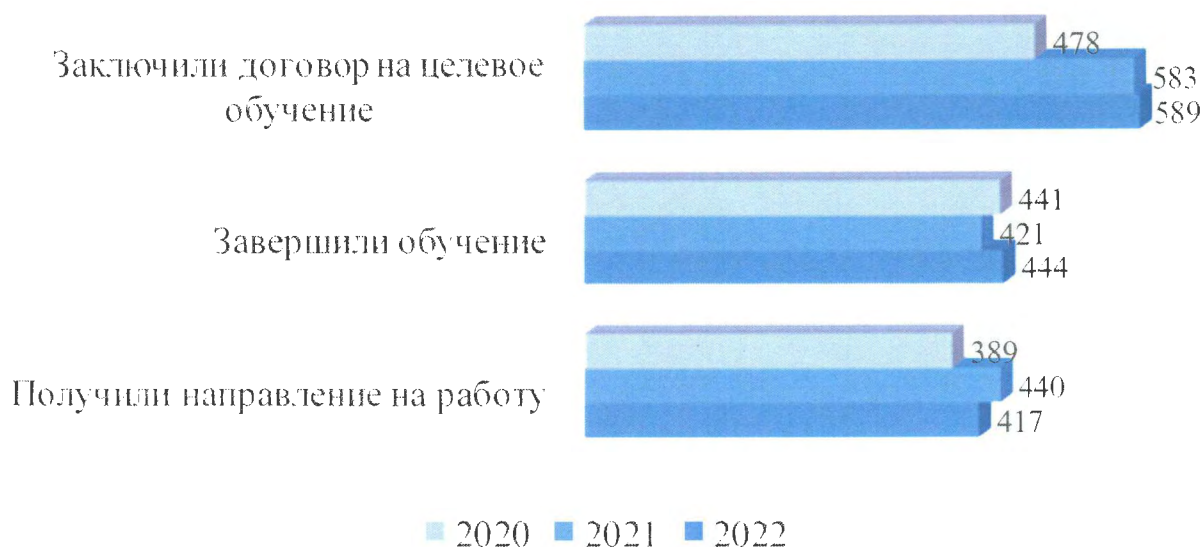 478
Заключили договор на целевое
обучение
583
589
441
Завершили обучение
421
444
389
Получили направление на работу
440
417
2020 2021 2022